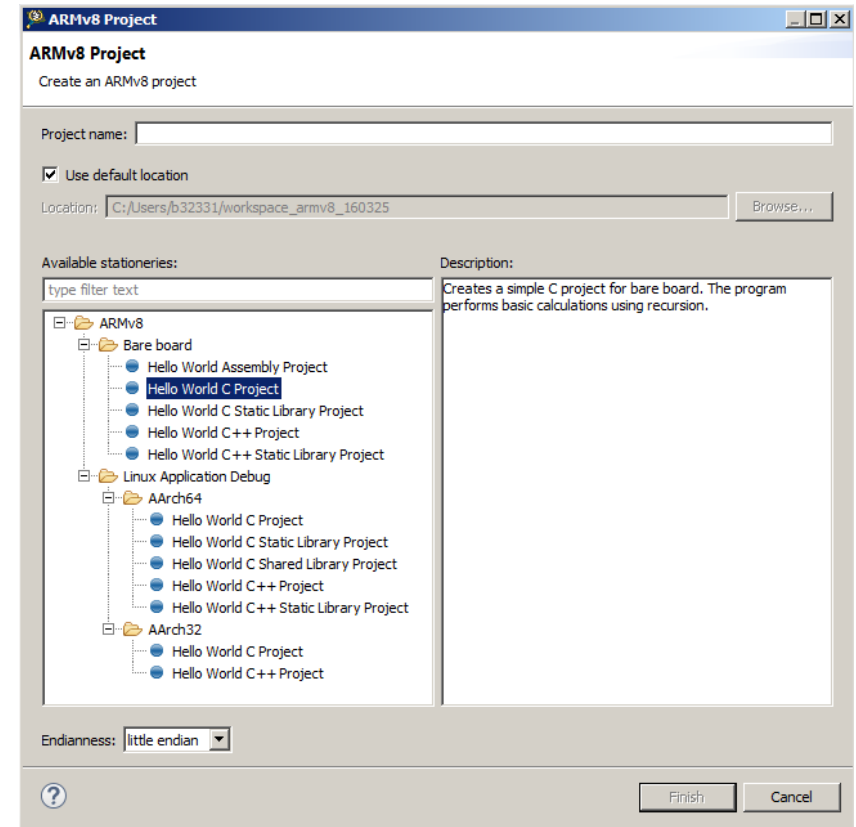 ARMv8 Project
ARMv8 Project
Create an ARMv8 project
Project name:
Use default location
Location: C:/Users/b32331/workspace_armv8_160325 Browse...
Available stationeries:
type filter text
ARMv8
Bare board
Hello World Assembly Project
Hello World C Project
Hello World C Static Library Project
Hello World C++ Project
Hello World C++ Static Library Project
Linux Application Debug
AArch64
Hello World C Project
Hello World C Static Library Project
Hello World C Shared Library Project
Hello World C++ Project
Hello World C++ Static Library Project
AArch32
Hello World C Project
Hello World C++ Project
Description:
Creates a simple C project for bare board. The program
performs basic calculations using recursion.
Endianness: little endian
? Finish Cancel